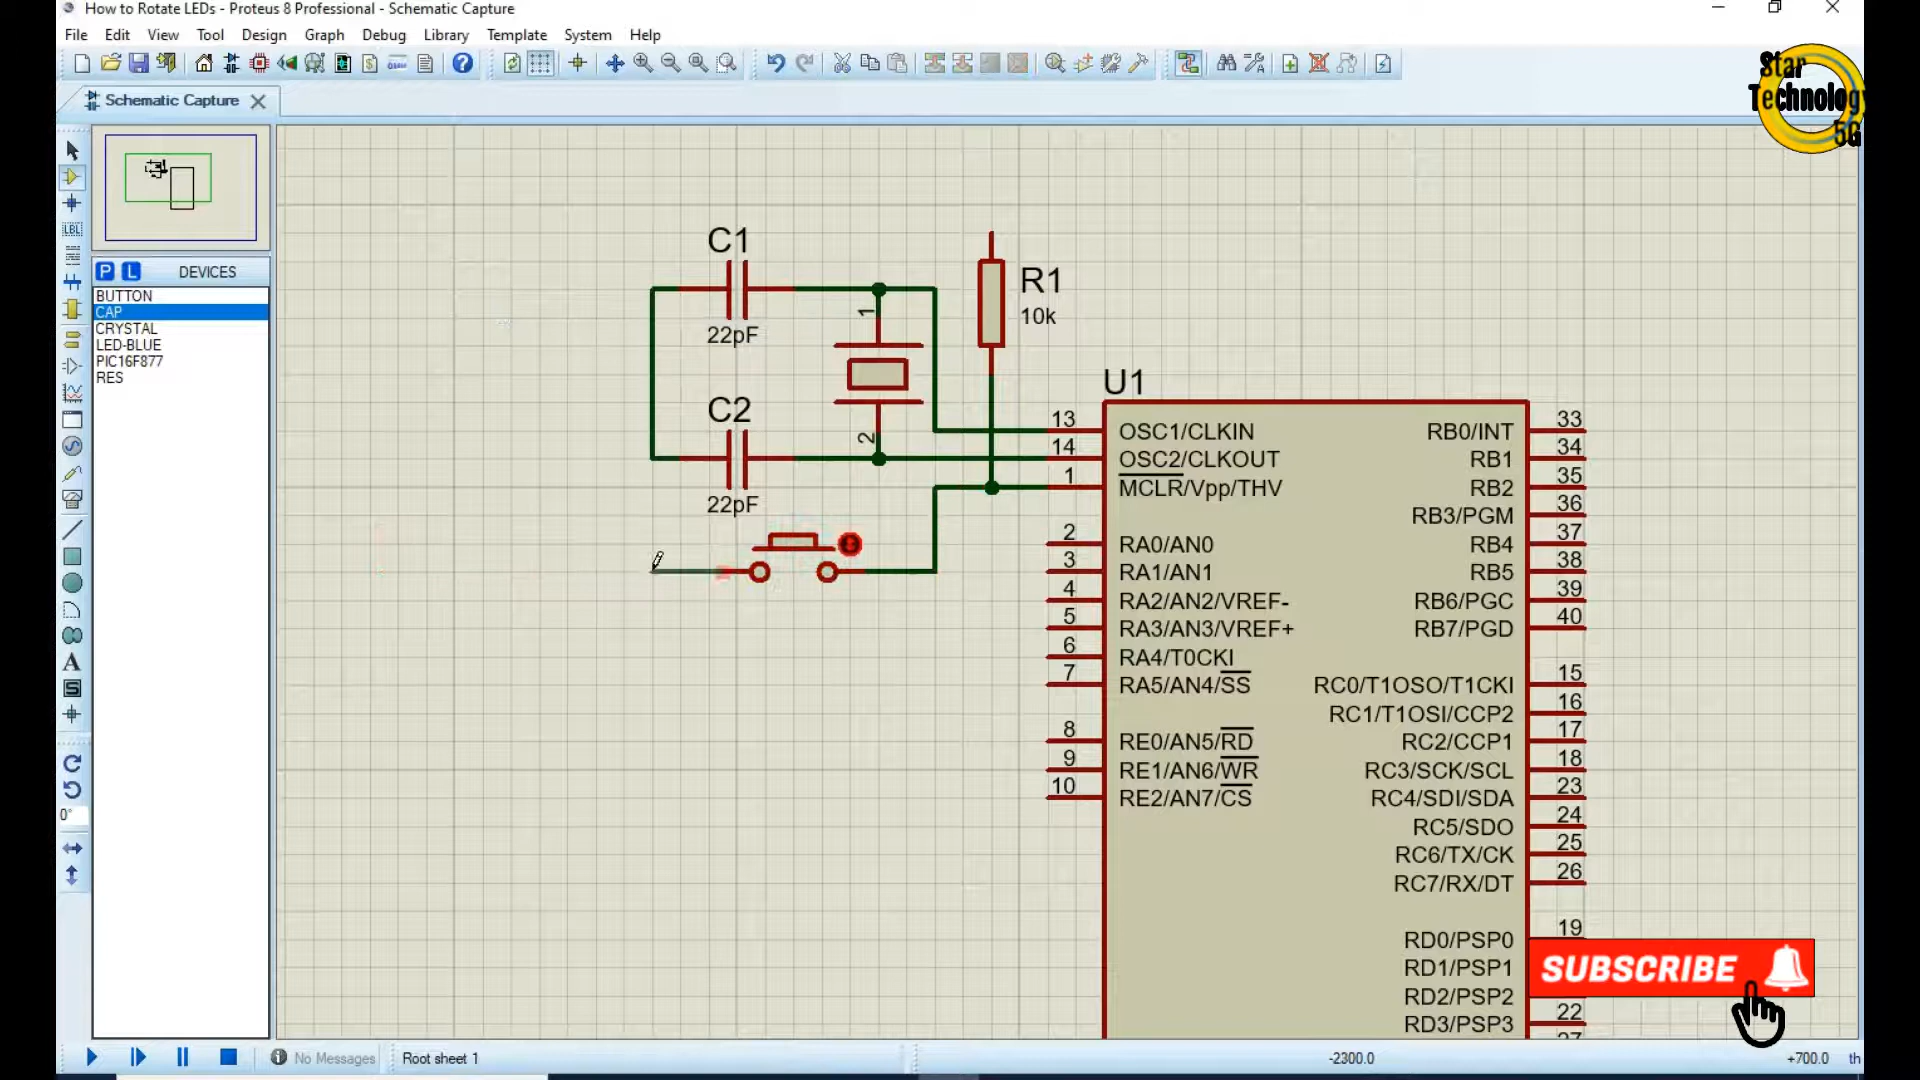 How to Rotate LEDs - Proteus 8 Professional - Schematic Capture
File Edit View Tool Design Graph Debug Library Template System Help
Star
Technology
5G
Schematic Capture
P L DEVICES
BUTTON
CAP
CRYSTAL
LED-BLUE
PIC16F877
RES
LBL
A
S
0°
C1
22pF
C2
22pF
1
2
R1
10k
U1
13 OSC1/CLKIN RB0/INT 33
14 OSC2/CLKOUT RB1 34
1 MCLR/Vpp/THV RB2 35
RB3/PGM 36
2 RA0/AN0 RB4 37
3 RA1/AN1 RB5 38
4 RA2/AN2/VREF- RB6/PGC 39
5 RA3/AN3/VREF+ RB7/PGD 40
6 RA4/T0CKI
7 RA5/AN4/SS RC0/T1OSO/T1CKI 15
RC1/T1OSI/CCP2 16
8 RE0/AN5/RD RC2/CCP1 17
9 RE1/AN6/WR RC3/SCK/SCL 18
10 RE2/AN7/CS RC4/SDI/SDA 23
RC5/SDO 24
RC6/TX/CK 25
RC7/RX/DT 26
RD0/PSP0 19
RD1/PSP1
RD2/PSP2
RD3/PSP3 22
SUBSCRIBE
No Messages Root sheet 1 -2300.0 +700.0 th